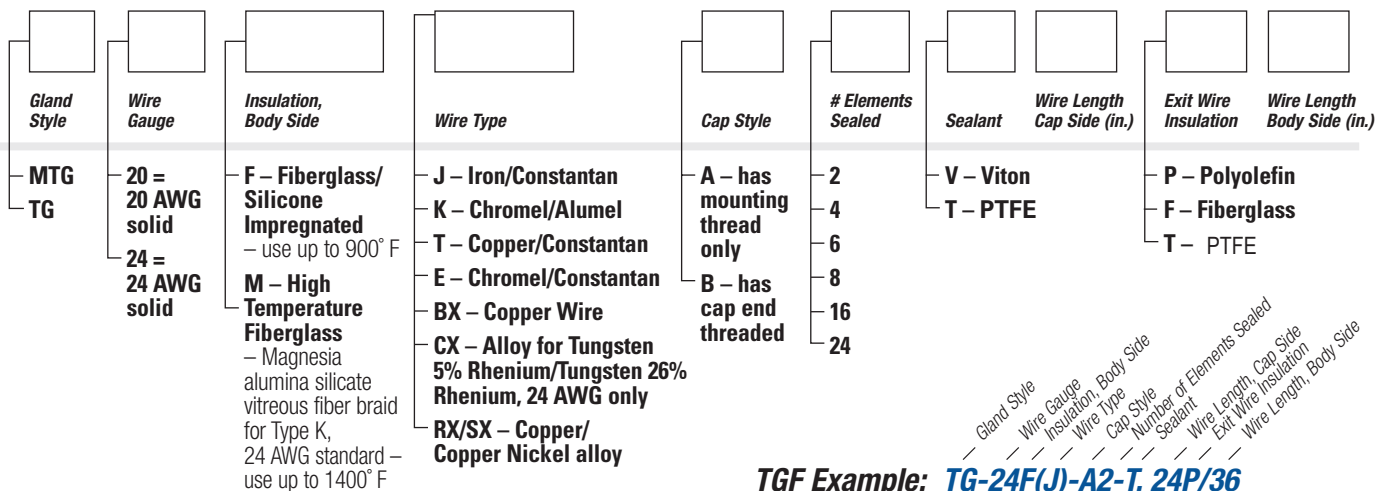 Gland
Style
Wire
Gauge
Insulation,
Body Side
Wire Type
Cap Style
# Elements
Sealed
Sealant
Wire Length
Cap Side (in.)
Exit Wire
Insulation
Wire Length
Body Side (in.)
MTG
TG
20 =
20 AWG
solid
24 =
24 AWG
solid
F – Fiberglass/
Silicone
Impregnated
– use up to 900˚ F
M – High
Temperature
Fiberglass
– Magnesia
alumina silicate
vitreous fiber braid
for Type K,
24 AWG standard –
use up to 1400˚ F
J – Iron/Constantan
K – Chromel/Alumel
T – Copper/Constantan
E – Chromel/Constantan
BX – Copper Wire
CX – Alloy for Tungsten
5% Rhenium/Tungsten 26%
Rhenium, 24 AWG only
RX/SX – Copper/
Copper Nickel alloy
A – has
mounting
thread
only
B – has
cap end
threaded
2
4
6
8
16
24
V – Viton
T – PTFE
P – Polyolefin
F – Fiberglass
T – PTFE
Gland Style
Wire Gauge
Insulation, Body Side
Wire Type
Cap Style
Number of Elements Sealed
Sealant
Wire Length, Cap Side
Exit Wire Insulation
Wire Length, Body Side
TGF Example: TG-24F(J)-A2-T, 24P/36